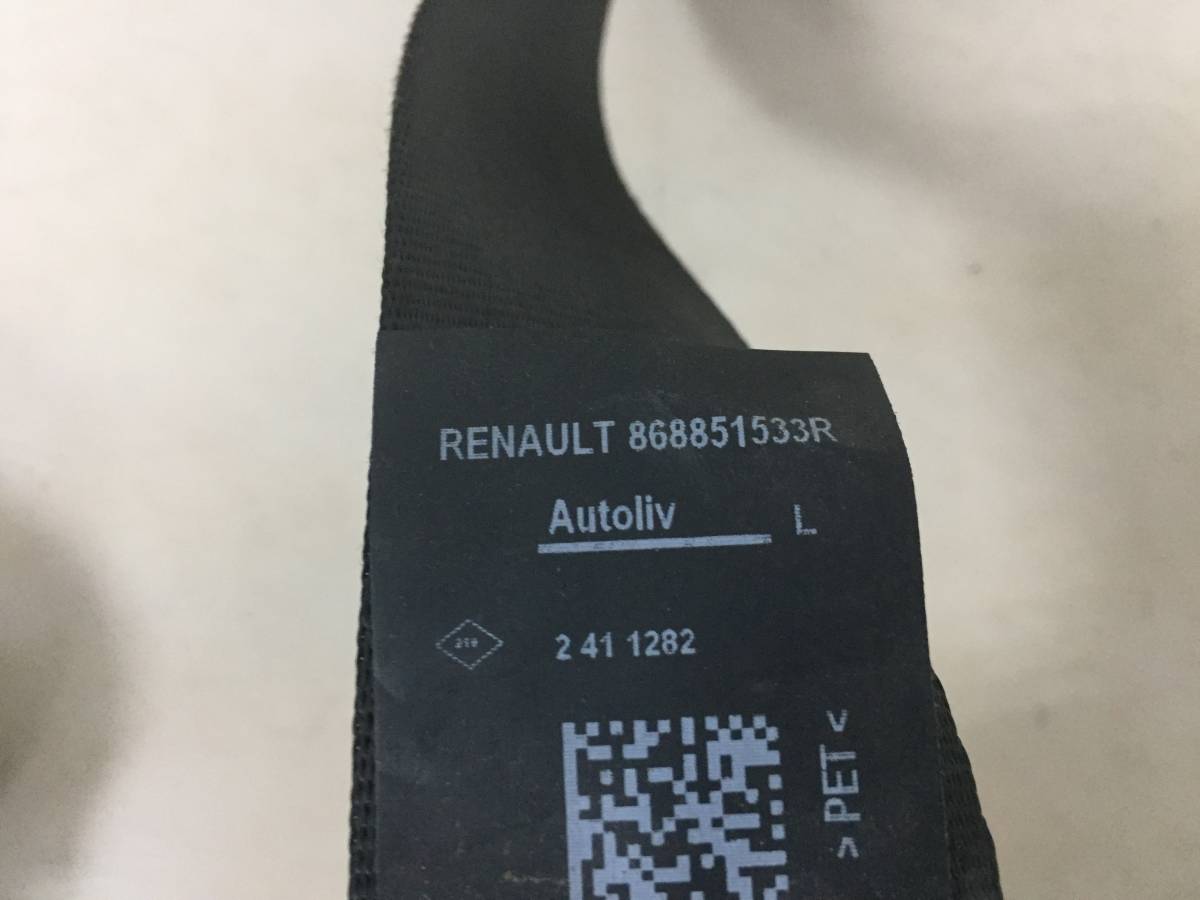 RENAULT 868851533R
Autoliv L
2 41 1282
>PET<